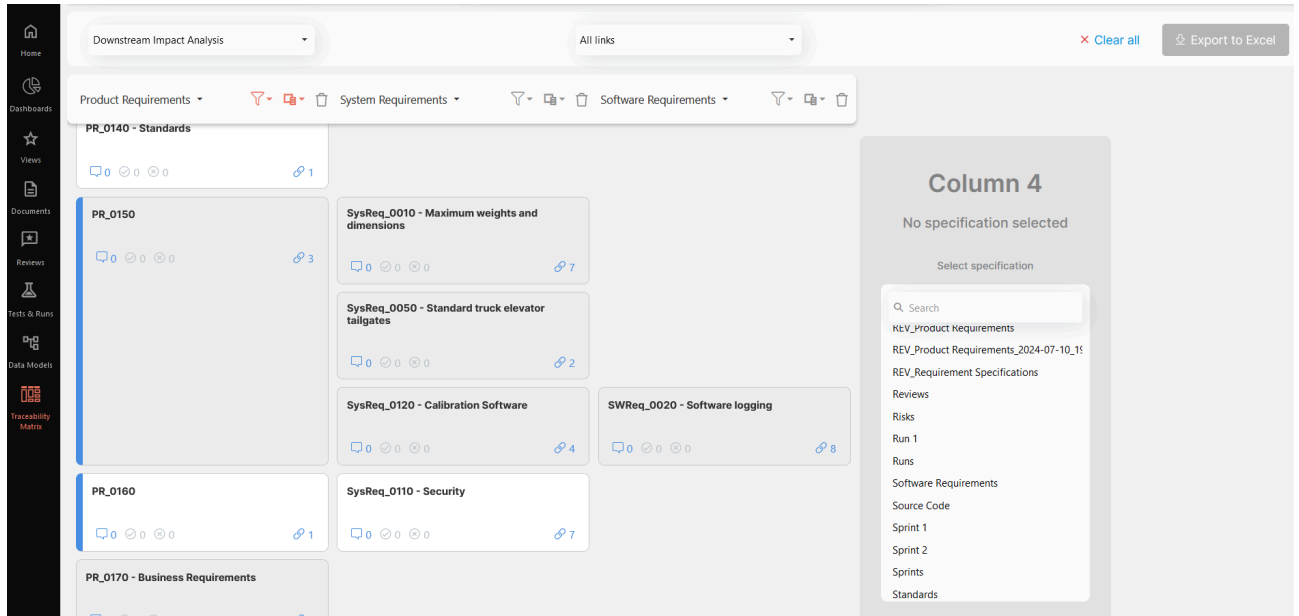 Home
Dashboards
Views
Documents
Reviews
Tests & Runs
Data Models
Traceability
Matrix
Downstream Impact Analysis
All links
Clear all
Export to Excel
Product Requirements
System Requirements
Software Requirements
PR_0140 - Standards
0 0 0 1
PR_0150
0 0 0 3
SysReq_0010 - Maximum weights and
dimensions
0 0 0 7
SysReq_0050 - Standard truck elevator
tailgates
0 0 0 2
SysReq_0120 - Calibration Software
0 0 0 4
SWReq_0020 - Software logging
0 0 0 8
PR_0160
0 0 0 1
SysReq_0110 - Security
0 0 0 7
PR_0170 - Business Requirements
Column 4
No specification selected
Select specification
Search
REV_Product Requirements
REV_Product Requirements_2024-07-10_19
REV_Requirement Specifications
Reviews
Risks
Run 1
Runs
Software Requirements
Source Code
Sprint 1
Sprint 2
Sprints
Standards